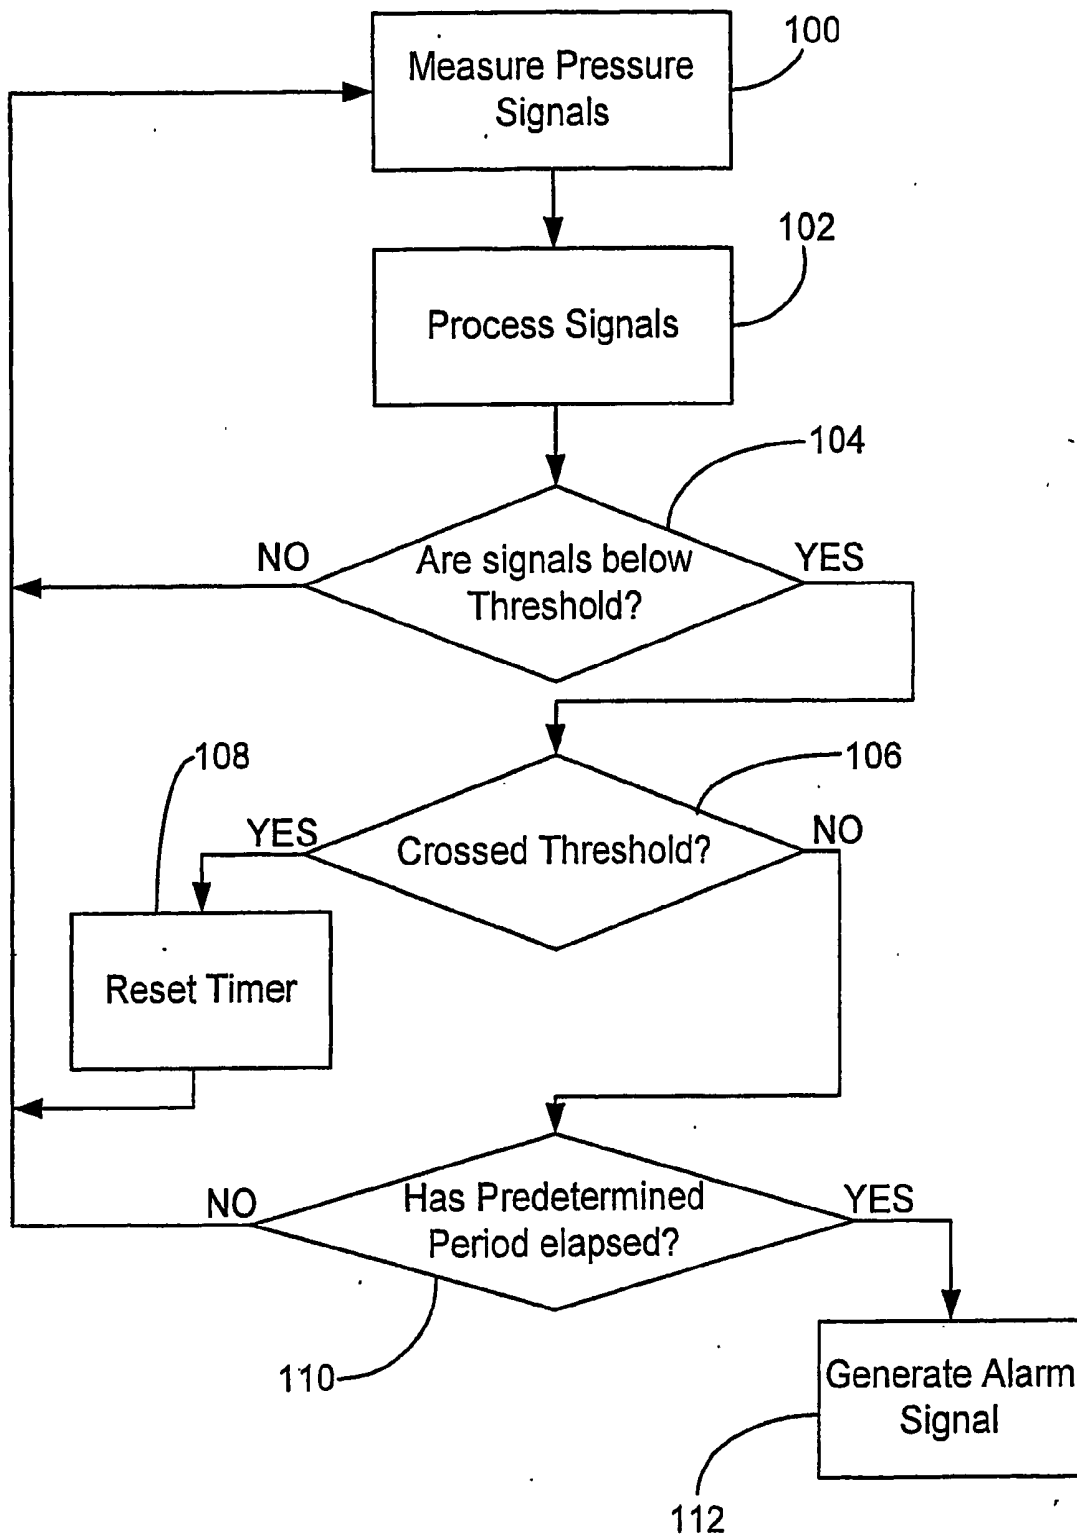 100
Measure Pressure
Signals
102
Process Signals
104
NO
Are signals below
Threshold?
YES
108
106
YES
Crossed Threshold?
NO
Reset Timer
NO
Has Predetermined
Period elapsed?
YES
110
Generate Alarm
Signal
112